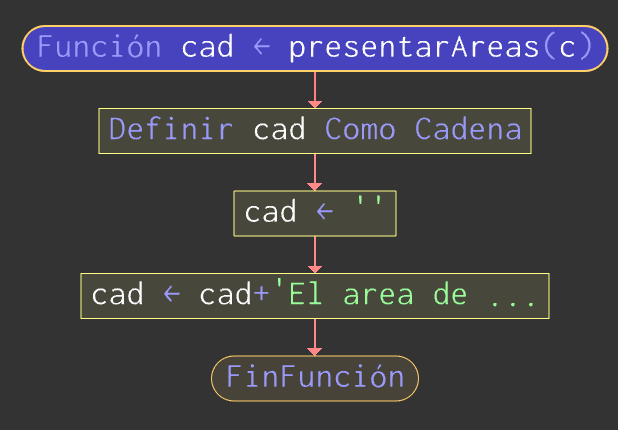 Función cad ← presentarAreas(c)
Definir cad Como Cadena
cad ← ''
cad ← cad+'El area de ...
FinFunción